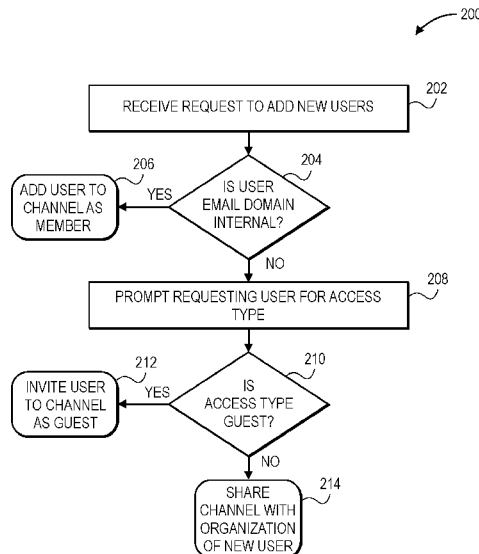 200
RECEIVE REQUEST TO ADD NEW USERS
202
204
206
IS USER
EMAIL DOMAIN
INTERNAL?
YES
ADD USER TO
CHANNEL AS
MEMBER
NO
208
PROMPT REQUESTING USER FOR ACCESS
TYPE
210
212
IS
ACCESS TYPE
GUEST?
YES
INVITE USER
TO CHANNEL
AS GUEST
NO
214
SHARE
CHANNEL WITH
ORGANIZATION
OF NEW USER